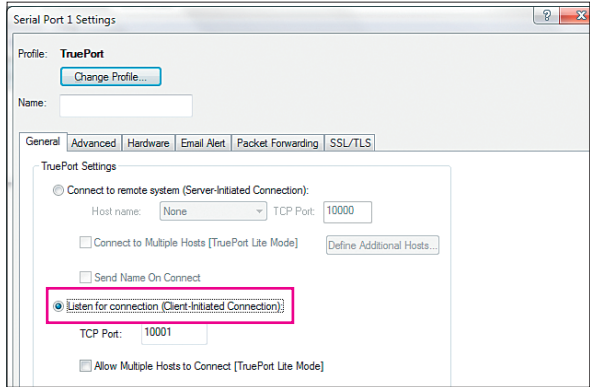 Serial Port 1 Settings
Profile: TruePort
Change Profile...
Name:
General Advanced Hardware Email Alert Packet Forwarding SSL/TLS
TruePort Settings
Connect to remote system (Server-Initiated Connection):
Host name: None TCP Port: 10000
Connect to Multiple Hosts [TruePort Lite Mode] Define Additional Hosts...
Send Name On Connect
Listen for connection (Client-Initiated Connection):
TCP Port: 10001
Allow Multiple Hosts to Connect [TruePort Lite Mode]